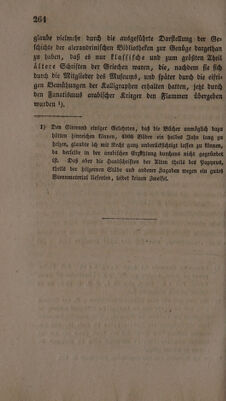 264
glaube vielmehr durch die ausgeführte Darstellung der Ge-
schichte der alexandrinischen Bibliotheken zur Genüge dargethan
zu haben, daß es nur klassische und zum größten Theil
ältere Schriften der Griehen waren, die, nachdem sie sich
durch die Mitglieder des Museums, und später durch die eifri-
gen Bemühungen der Kalligraphen erhalten hatten, jetzt durch
den Fanatismus arabischer Krieger den Flammen übergeben
wurden ¹).
1) Den Einwand einiger Gelehrten, daß die Bücher unmöglich dazu
hätten hinreichen können, 4000 Bäder ein halbes Jahr lang zu
heizen, glaube ich mit Recht ganz unberücksichtigt lassen zu können,
da derselbe in der arabischen Erzählung durchaus nicht gegründet
ist. Daß aber die Handschriften der Alten theils des Papyrus,
theils der hölzernen Stäbe und anderer Zugaben wegen ein gutes
Brennmaterial lieferten, leidet keinen Zweifel.